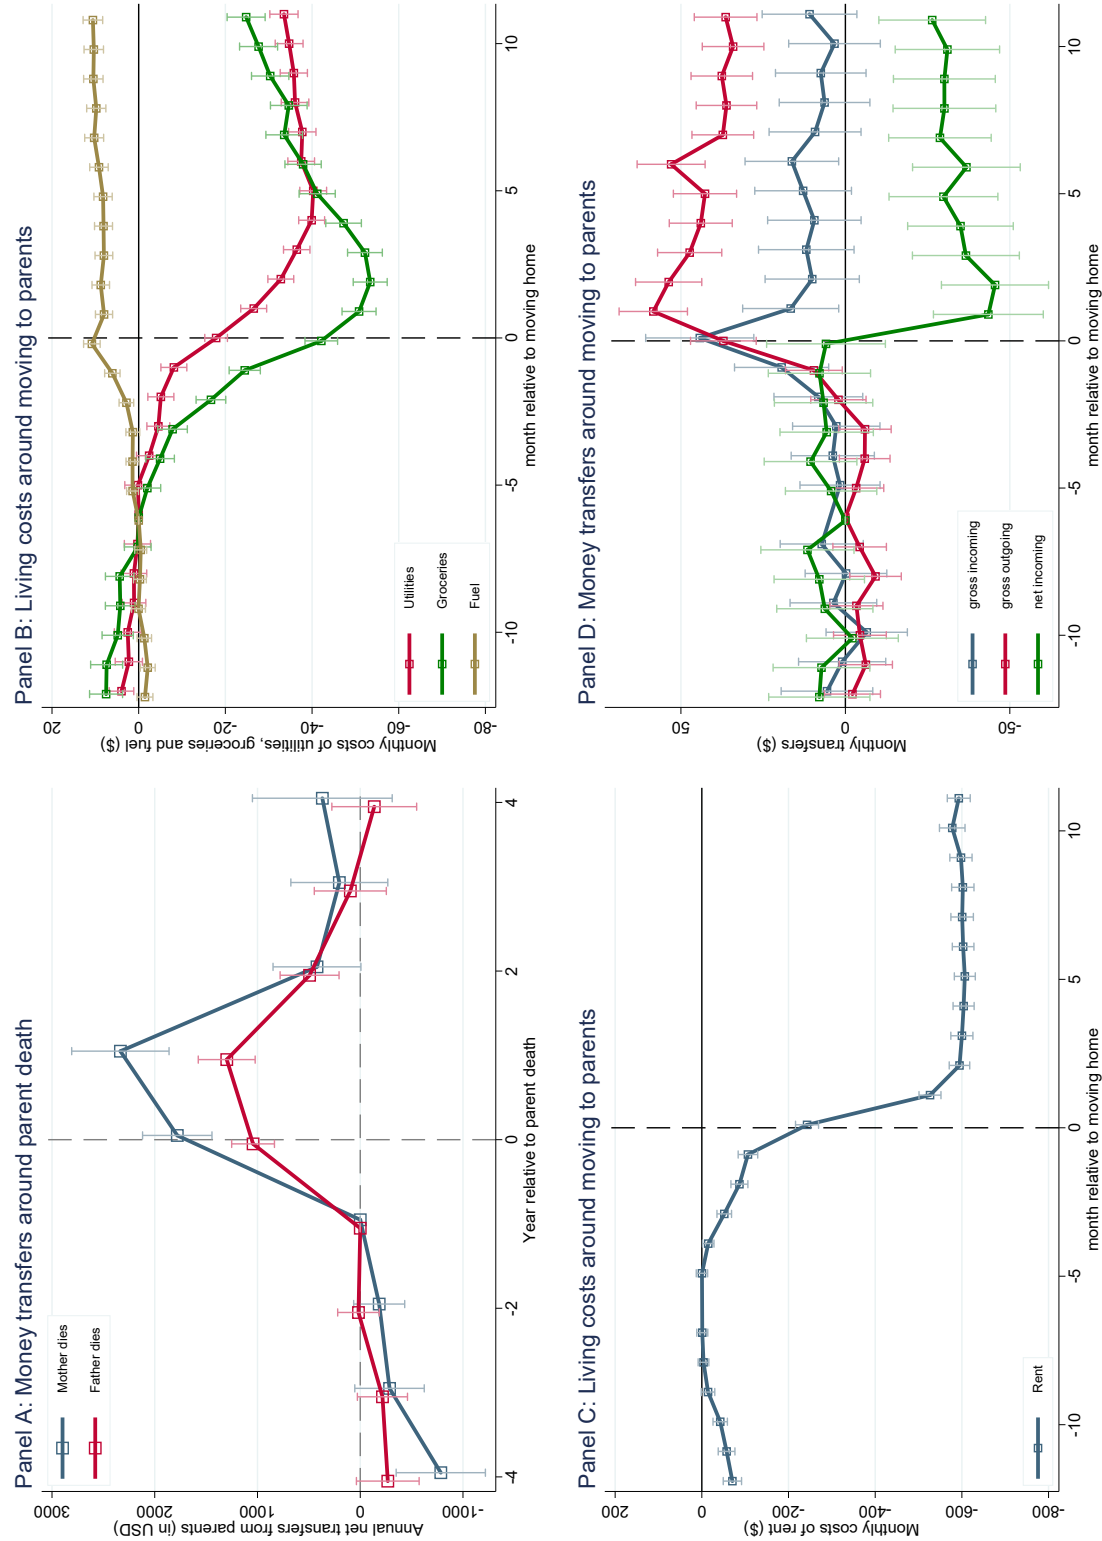 Panel A: Money transfers around parent death
Annual net transfers from parents (in USD)
3000
2000
1000
0
-1000
-4
-2
0
2
4
Year relative to parent death
Mother dies
Father dies
Panel B: Living costs around moving to parents
Monthly costs of utilities, groceries and fuel ($)
20
0
-20
-40
-60
-80
-10
-5
0
5
10
month relative to moving home
Utilities
Groceries
Fuel
Panel C: Living costs around moving to parents
Monthly costs of rent ($)
200
0
-200
-400
-600
-800
-10
-5
0
5
10
month relative to moving home
Rent
Panel D: Money transfers around moving to parents
Monthly transfers ($)
50
0
-50
-10
-5
0
5
10
month relative to moving home
gross incoming
gross outgoing
net incoming